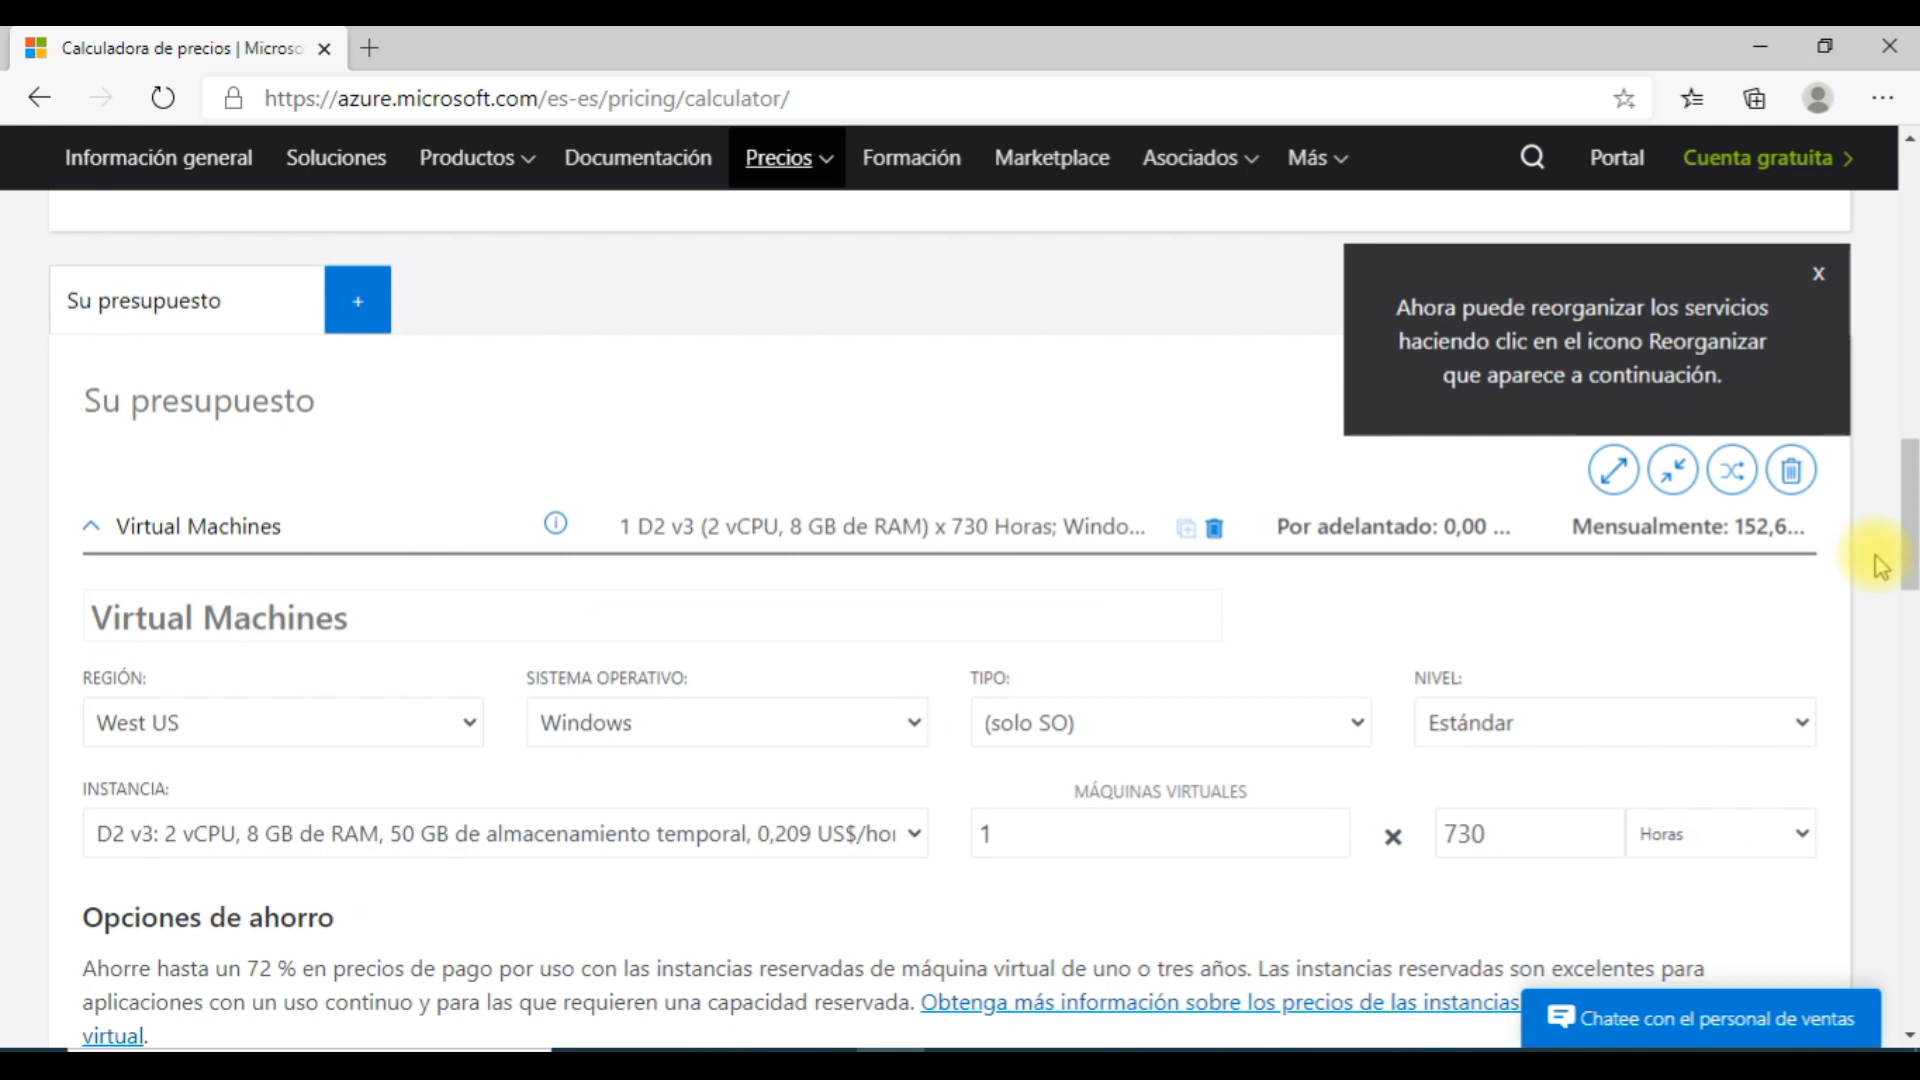 Calculadora de precios | Microso
https://azure.microsoft.com/es-es/pricing/calculator/
Información general Soluciones Productos Documentación Precios Formación Marketplace Asociados Más Portal Cuenta gratuita
Su presupuesto +
x
Ahora puede reorganizar los servicios
haciendo clic en el icono Reorganizar
que aparece a continuación.
Su presupuesto
Virtual Machines 1 D2 v3 (2 vCPU, 8 GB de RAM) x 730 Horas; Windo... Por adelantado: 0,00 ... Mensualmente: 152,6...
Virtual Machines
REGIÓN: SISTEMA OPERATIVO: TIPO: NIVEL:
West US Windows (solo SO) Estándar
INSTANCIA: MÁQUINAS VIRTUALES
D2 v3: 2 vCPU, 8 GB de RAM, 50 GB de almacenamiento temporal, 0,209 US$/hor 1 × 730 Horas
Opciones de ahorro
Ahorre hasta un 72 % en precios de pago por uso con las instancias reservadas de máquina virtual de uno o tres años. Las instancias reservadas son excelentes para
aplicaciones con un uso continuo y para las que requieren una capacidad reservada. Obtenga más información sobre los precios de las instancias
virtual.
Chatee con el personal de ventas